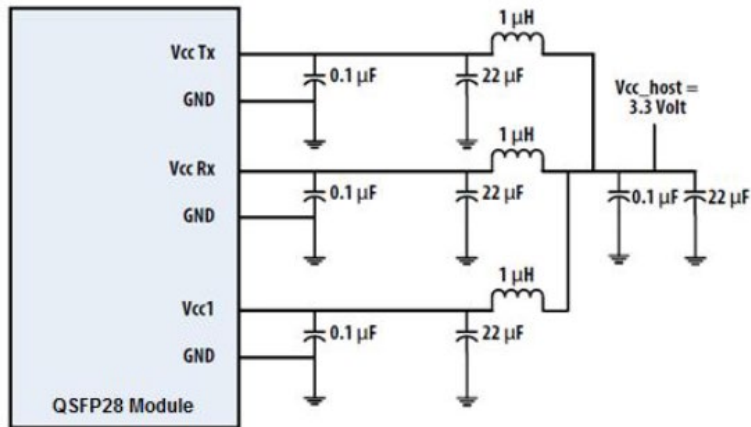 1 μH
Vcc Tx
0.1 μF
22 μF
GND
Vcc_host =
3.3 Volt
1 μH
Vcc Rx
0.1 μF
22 μF
0.1 μF
22 μF
GND
1 μH
Vcc1
0.1 μF
22 μF
GND
QSFP28 Module